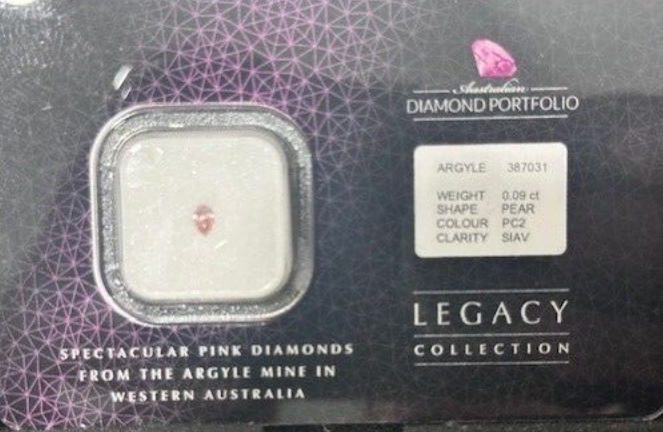 Australian
DIAMOND PORTFOLIO
ARGYLE 387031
WEIGHT 0.09 ct
SHAPE PEAR
COLOUR PC2
CLARITY SIAV
LEGACY
COLLECTION
SPECTACULAR PINK DIAMONDS
FROM THE ARGYLE MINE IN
WESTERN AUSTRALIA